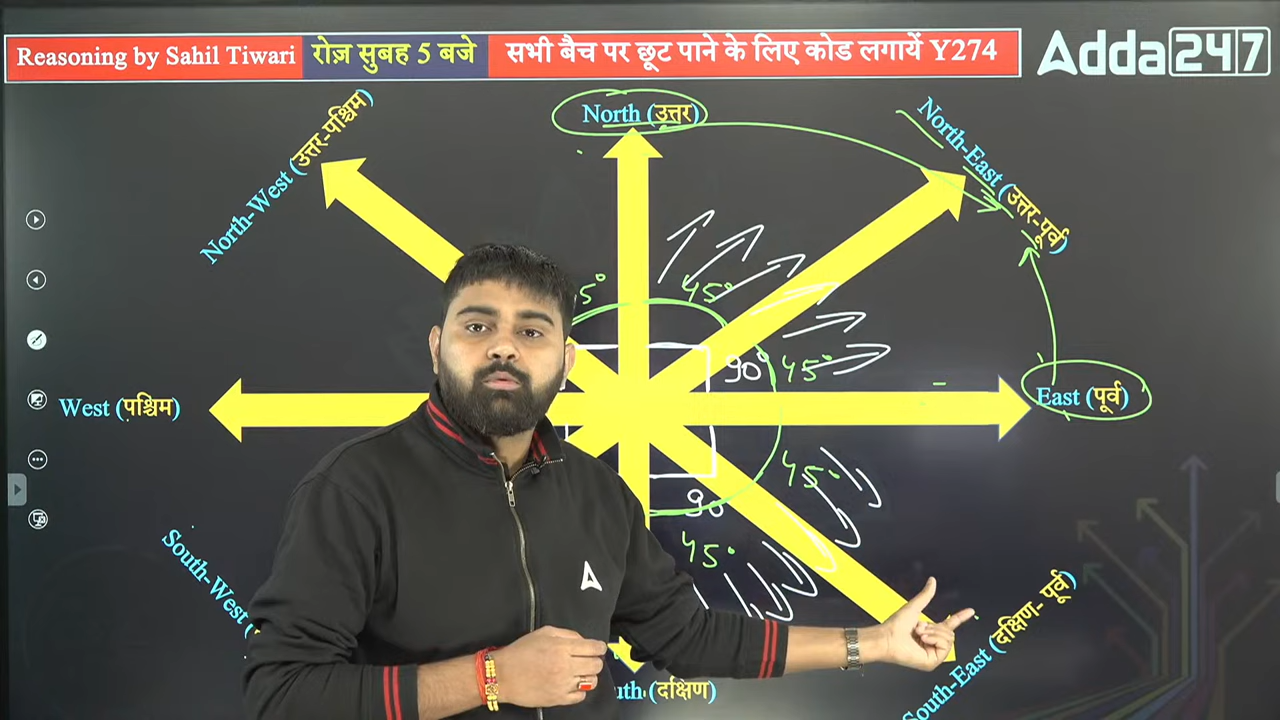 Reasoning by Sahil Tiwari
रोज़ सुबह 5 बजे
सभी बैच पर छूट पाने के लिए कोड लगायें Y274
Adda247
North (उत्तर)
North-West (उत्तर-पश्चिम)
North-East (उत्तर-पूर्व)
45°
90°
45°
West (पश्चिम)
East (पूर्व)
45°
90
45°
South-West
South-East (दक्षिण- पूर्व)
(दक्षिण)